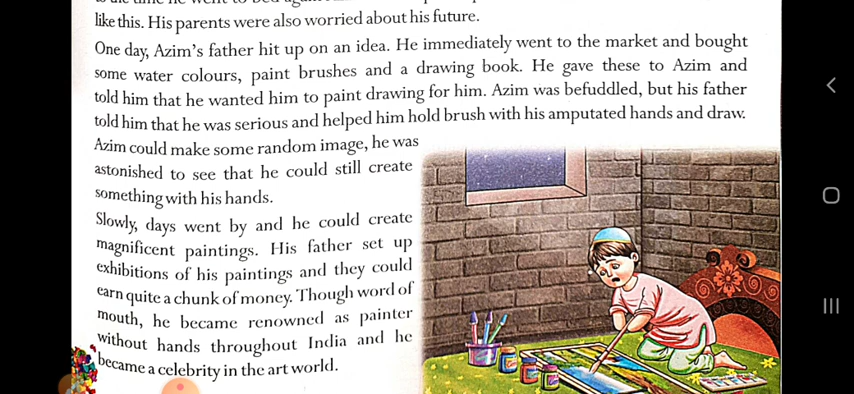 like this. His parents were also worried about his future.
One day, Azim's father hit up on an idea. He immediately went to the market and bought
some water colours, paint brushes and a drawing book. He gave these to Azim and
told him that he wanted him to paint drawing for him. Azim was befuddled, but his father
told him that he was serious and helped him hold brush with his amputated hands and draw.
Azim could make some random image, he was
astonished to see that he could still create
something with his hands.
Slowly, days went by and he could create
magnificent paintings. His father set up
exhibitions of his paintings and they could
earn quite a chunk of money. Though word of
mouth, he became renowned as painter
without hands throughout India and he
became a celebrity in the art world.